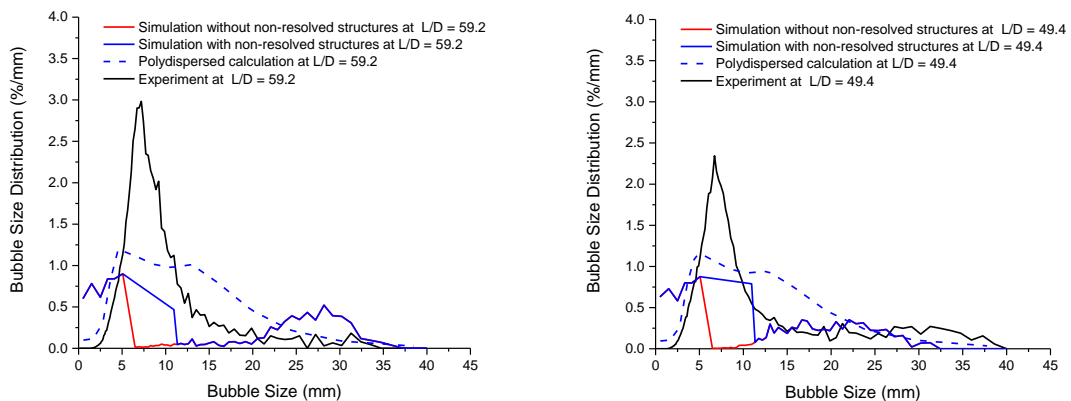 Simulation without non-resolved structures at L/D = 59.2
Simulation with non-resolved structures at L/D = 59.2
Polydispersed calculation at L/D = 59.2
Experiment at L/D = 59.2
4.0
3.5
3.0
2.5
2.0
1.5
1.0
0.5
0.0
Bubble Size Distribution (%/mm)
0 5 10 15 20 25 30 35 40 45
Bubble Size (mm)
Simulation without non-resolved structures at L/D = 49.4
Simulation with non-resolved structures at L/D = 49.4
Polydispersed calculation at L/D = 49.4
Experiment at L/D = 49.4
4.0
3.5
3.0
2.5
2.0
1.5
1.0
0.5
0.0
Bubble Size Distribution (%/mm)
0 5 10 15 20 25 30 35 40 45
Bubble Size (mm)